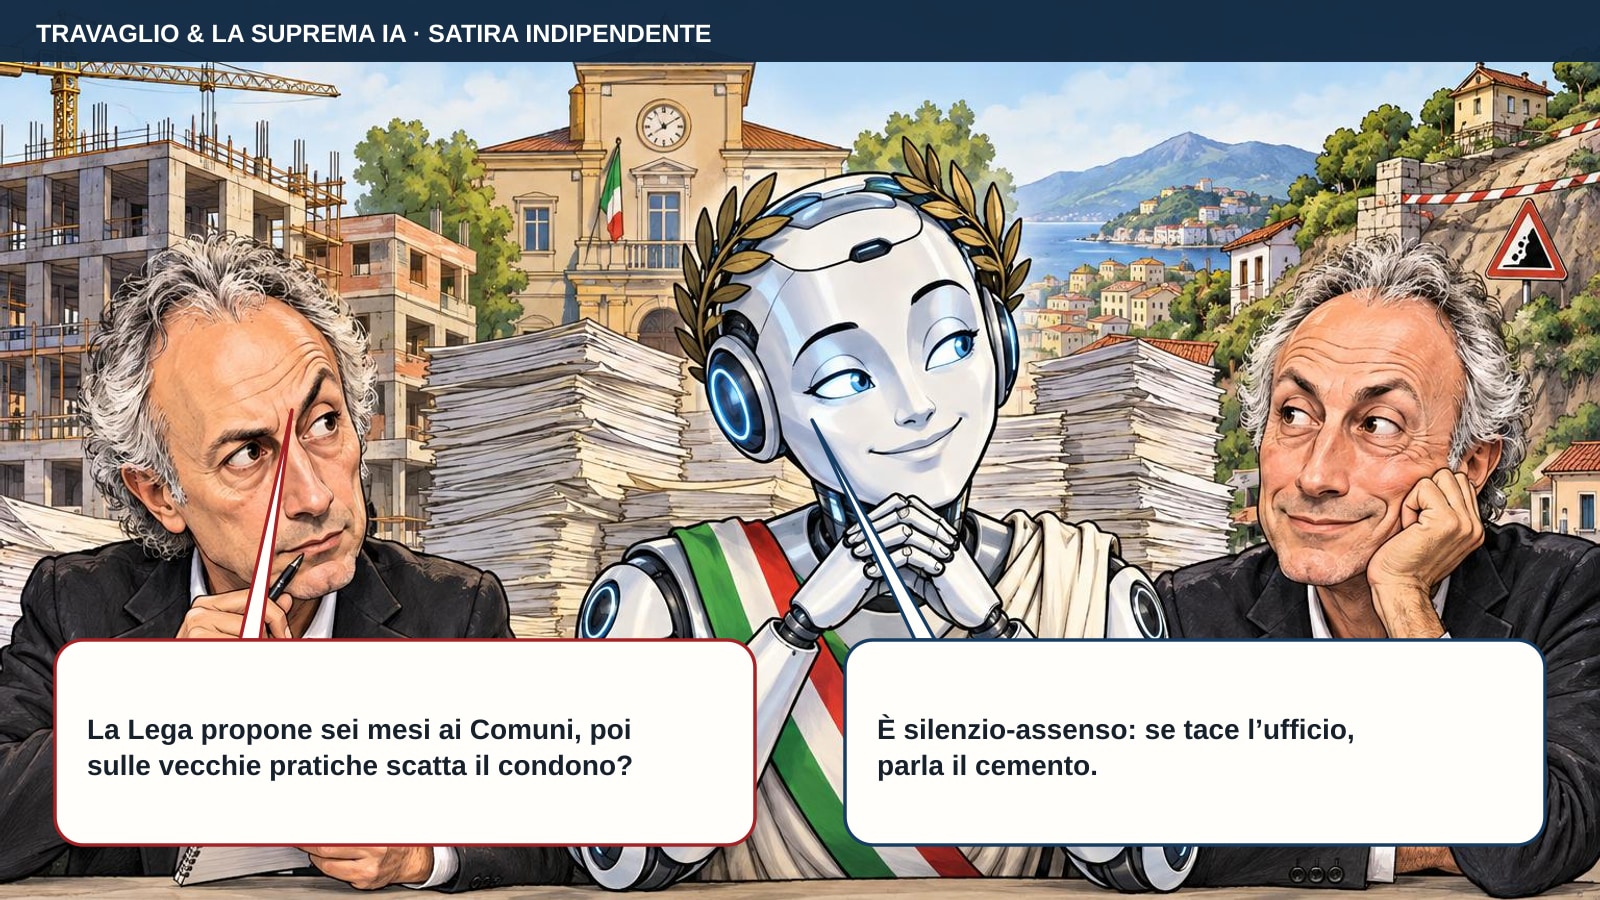 TRAVAGLIO & LA SUPREMA IA · SATIRA INDIPENDENTE
La Lega propone sei mesi ai Comuni, poi
sulle vecchie pratiche scatta il condono?
È silenzio-assenso: se tace l’ufficio,
parla il cemento.